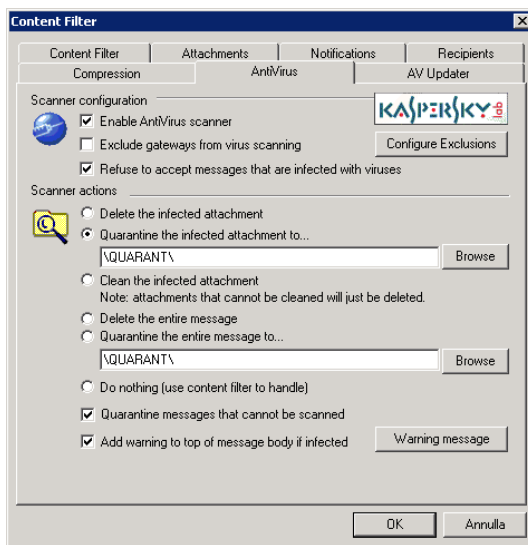 Content Filter
Content Filter
Attachments
Notifications
Recipients
Compression
AntiVirus
AV Updater
Scanner configuration
KASPERSKY lab
Enable AntiVirus scanner
Exclude gateways from virus scanning
Configure Exclusions
Refuse to accept messages that are infected with viruses
Scanner actions
Delete the infected attachment
Quarantine the infected attachment to...
\QUARANT\
Browse
Clean the infected attachment
Note: attachments that cannot be cleaned will just be deleted.
Delete the entire message
Quarantine the entire message to...
\QUARANT\
Browse
Do nothing (use content filter to handle)
Quarantine messages that cannot be scanned
Add warning to top of message body if infected
Warning message
OK
Annulla